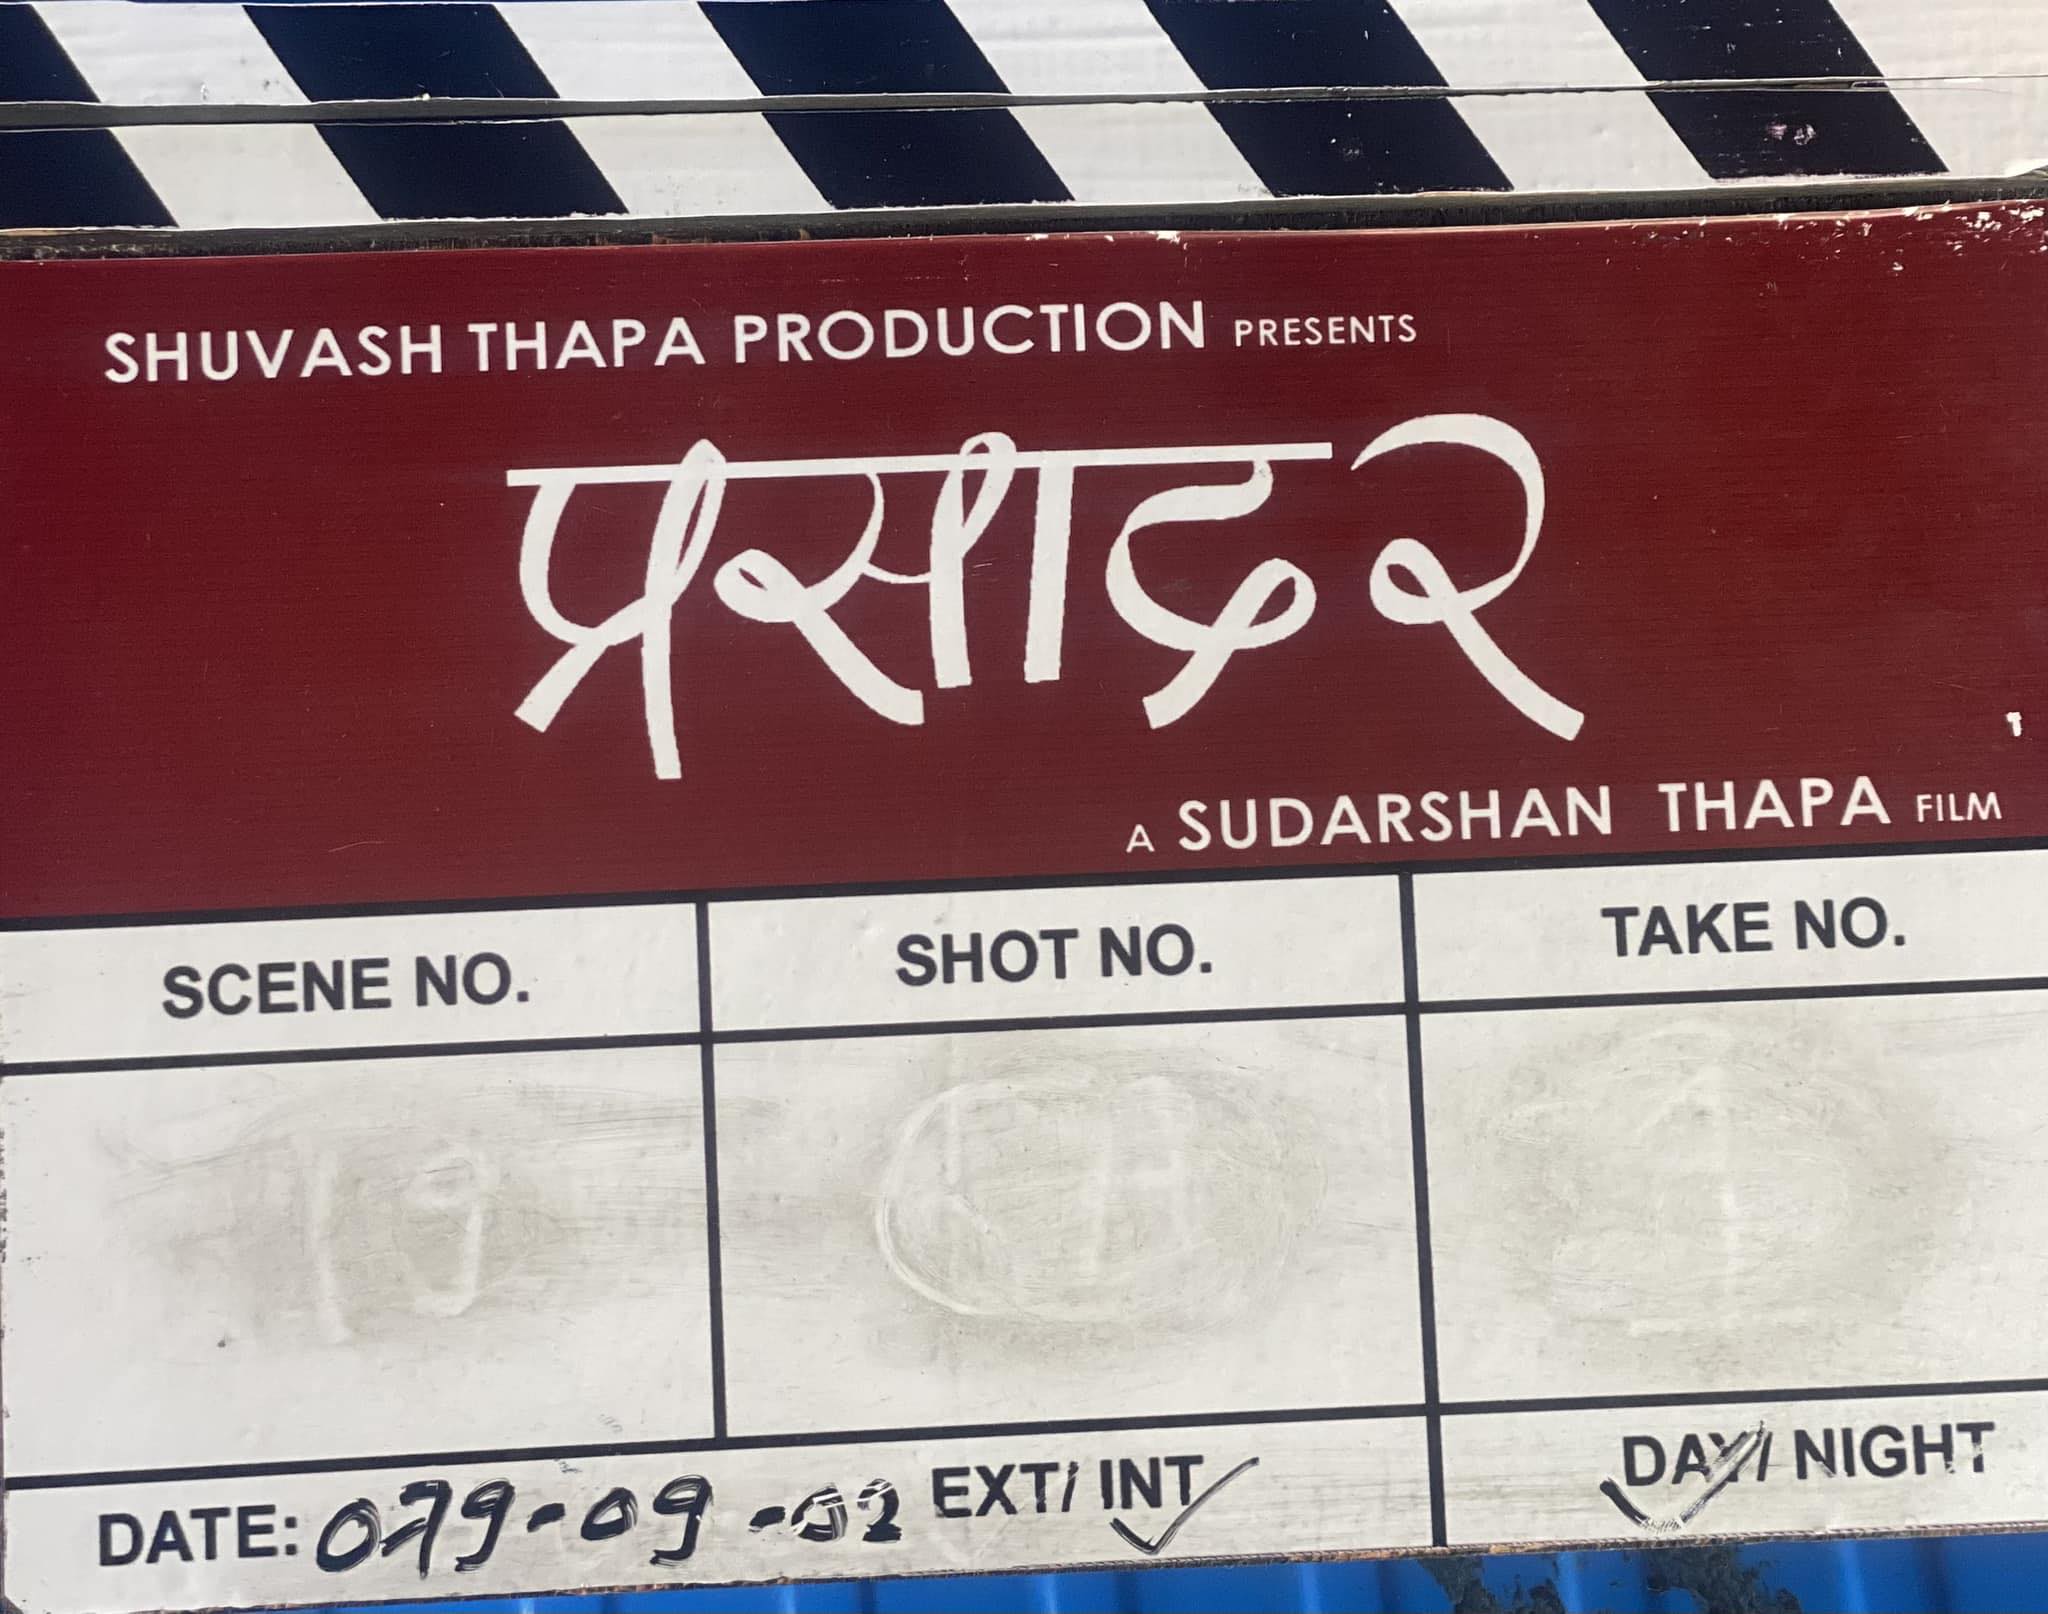 SHUVASH THAPA PRODUCTION PRESENTS
प्रसाद २
A SUDARSHAN THAPA FILM
SCENE NO. SHOT NO. TAKE NO.
DATE: 079-09-02 EXT/ INT DAY/ NIGHT